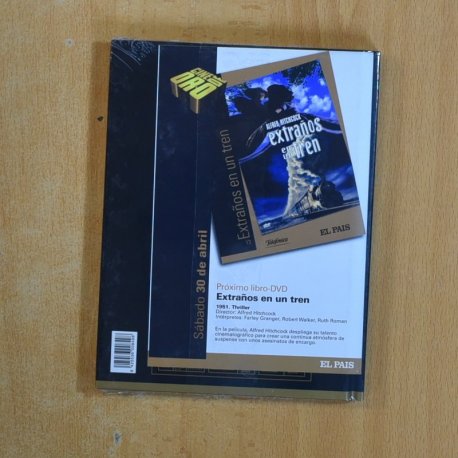 CINE DE ORO
Sábado 30 de abril
Extraños en un tren
ALFRED HITCHCOCK
extraños
en un
tren
Telefónica
EL PAIS
Próximo libro-DVD
Extraños en un tren
1951. Thriller
Director: Alfred Hitchcock
Intérpretes: Farley Granger, Robert Walker, Ruth Roman
En la película, Alfred Hitchcock despliega su talento
cinematográfico para crear una continua atmósfera de
suspense con unos asesinatos de encargo.
EL PAIS